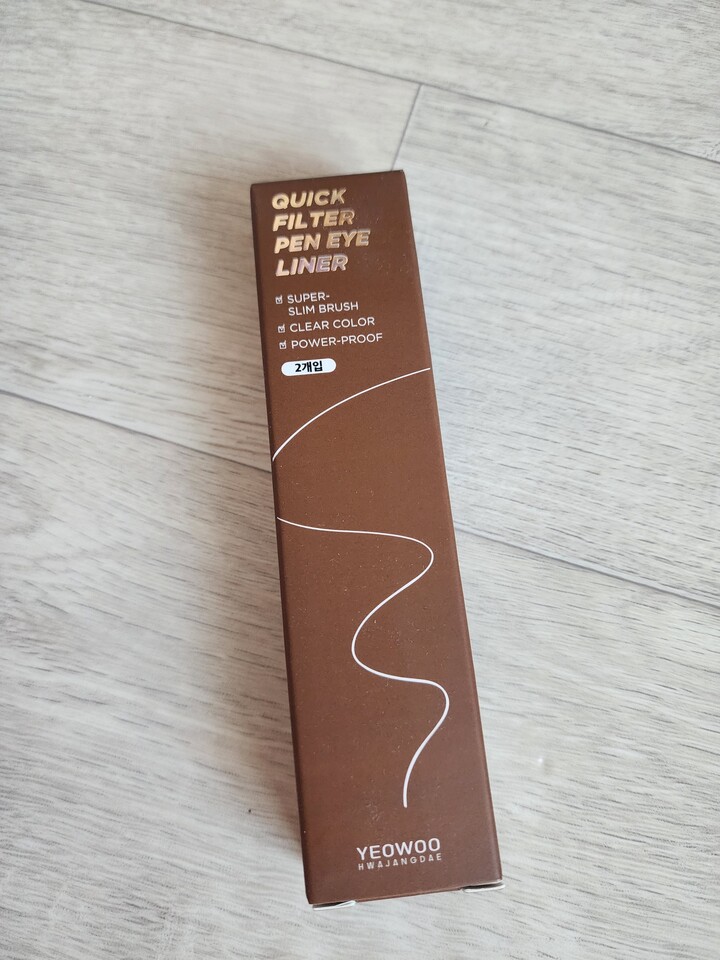 QUICK
FILTER
PEN EYE
LINER
SUPER-
SLIM BRUSH
CLEAR COLOR
POWER-PROOF
2개입
YEOWOO
HWAJANGDAE